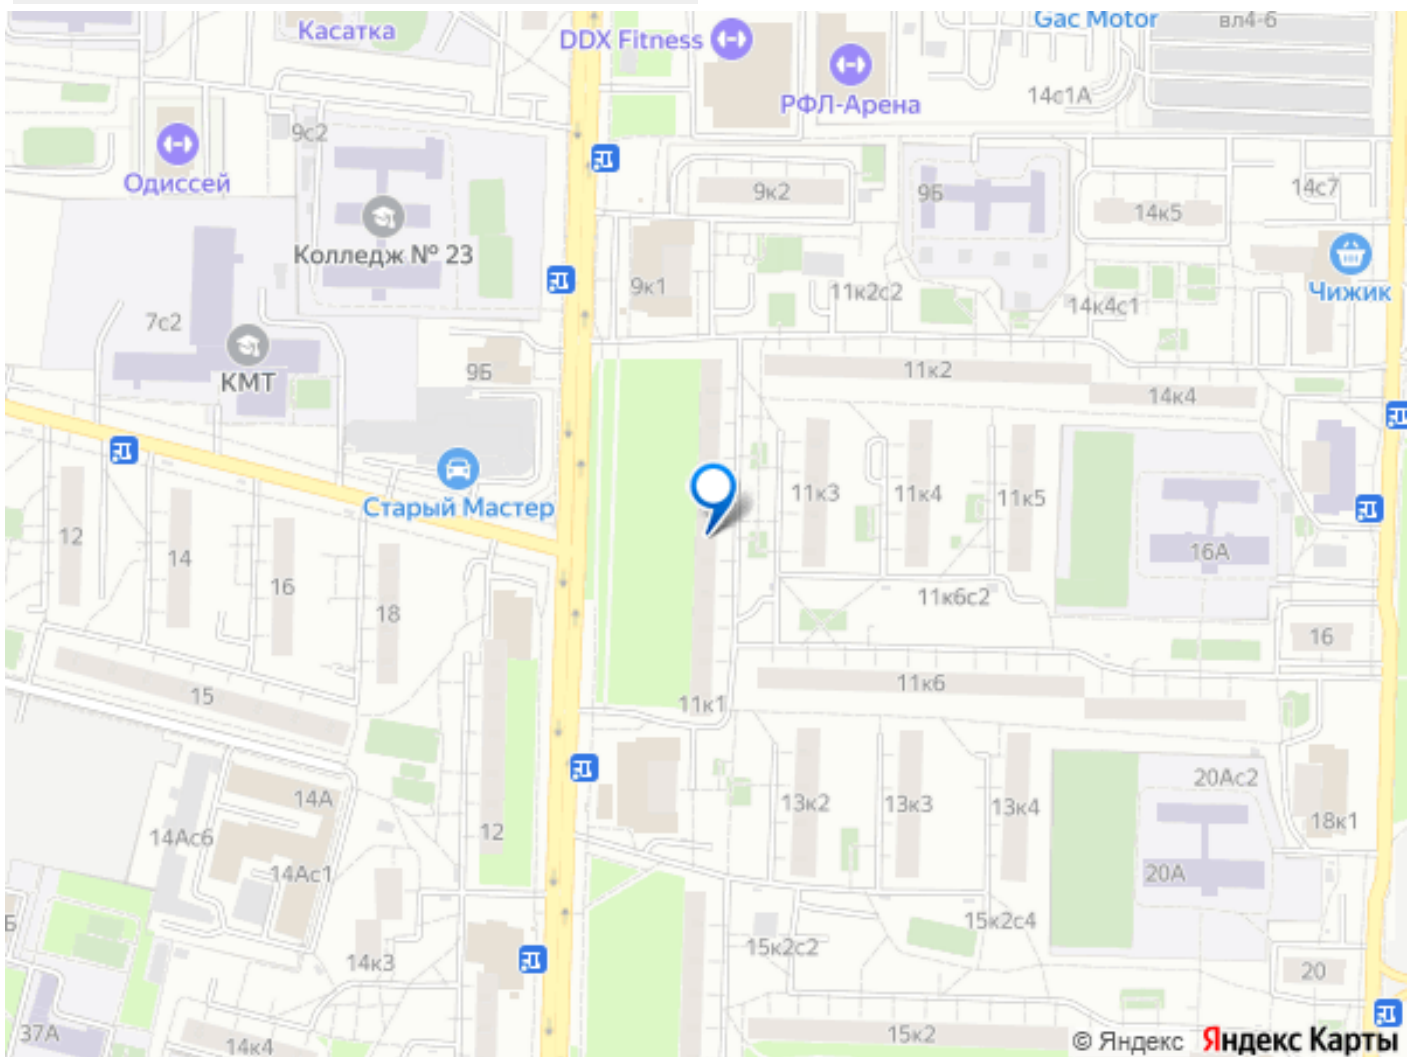 Касатка
DDX Fitness
Gac Motor
вл4-6
РФЛ-Арена
14с1А
9с2
Одиссей
9к2
9Б
14с7
14к5
Колледж № 23
9к1
11к2с2
14к4с1
Чижик
7с2
КМТ
9Б
11к2
14к4
11к3
11к4
11к5
Старый Мастер
12
14
16
18
16А
11к6с2
16
15
11к6
11к1
14А
14Ас6
12
13к2
13к3
13к4
20Ас2
18к1
14Ас1
20А
Б
15к2с4
15к2с2
14к3
20
37А
14к4
15к2
© Яндекс Яндекс Карты